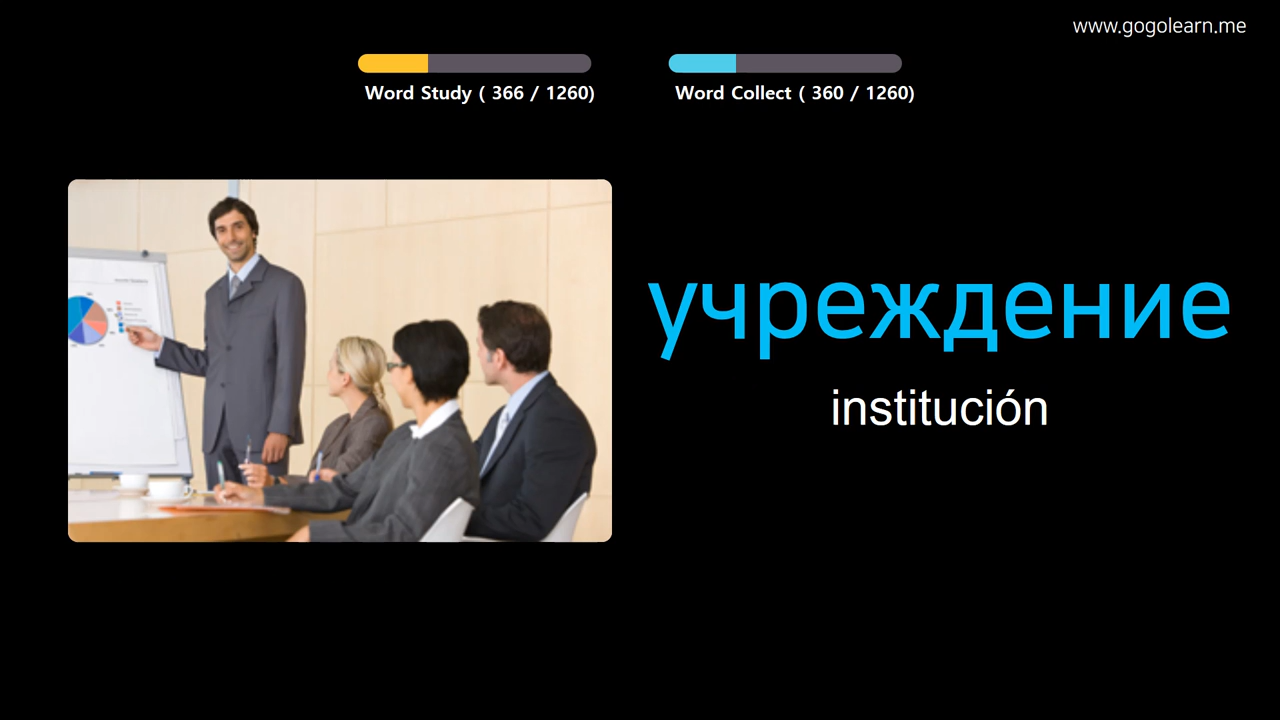 www.gogolearn.me
Word Study ( 366 / 1260)
Word Collect ( 360 / 1260)
учреждение
institución